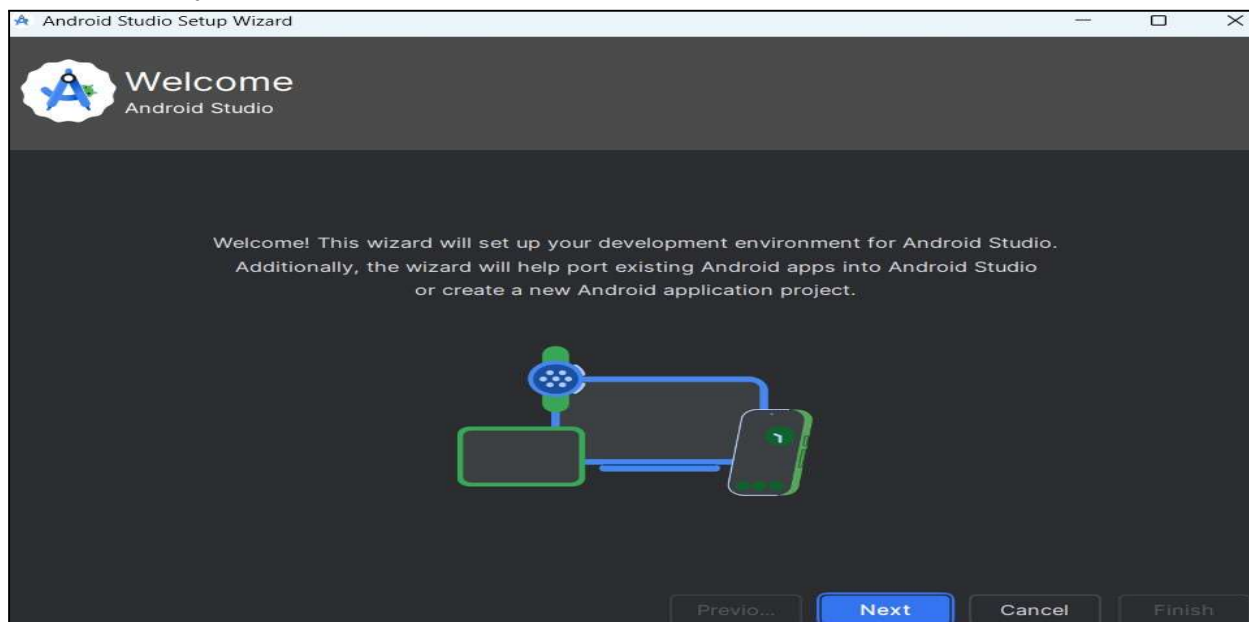 Android Studio Setup Wizard
Welcome
Android Studio
Welcome! This wizard will set up your development environment for Android Studio.
Additionally, the wizard will help port existing Android apps into Android Studio
or create a new Android application project.
Previo... Next Cancel Finish